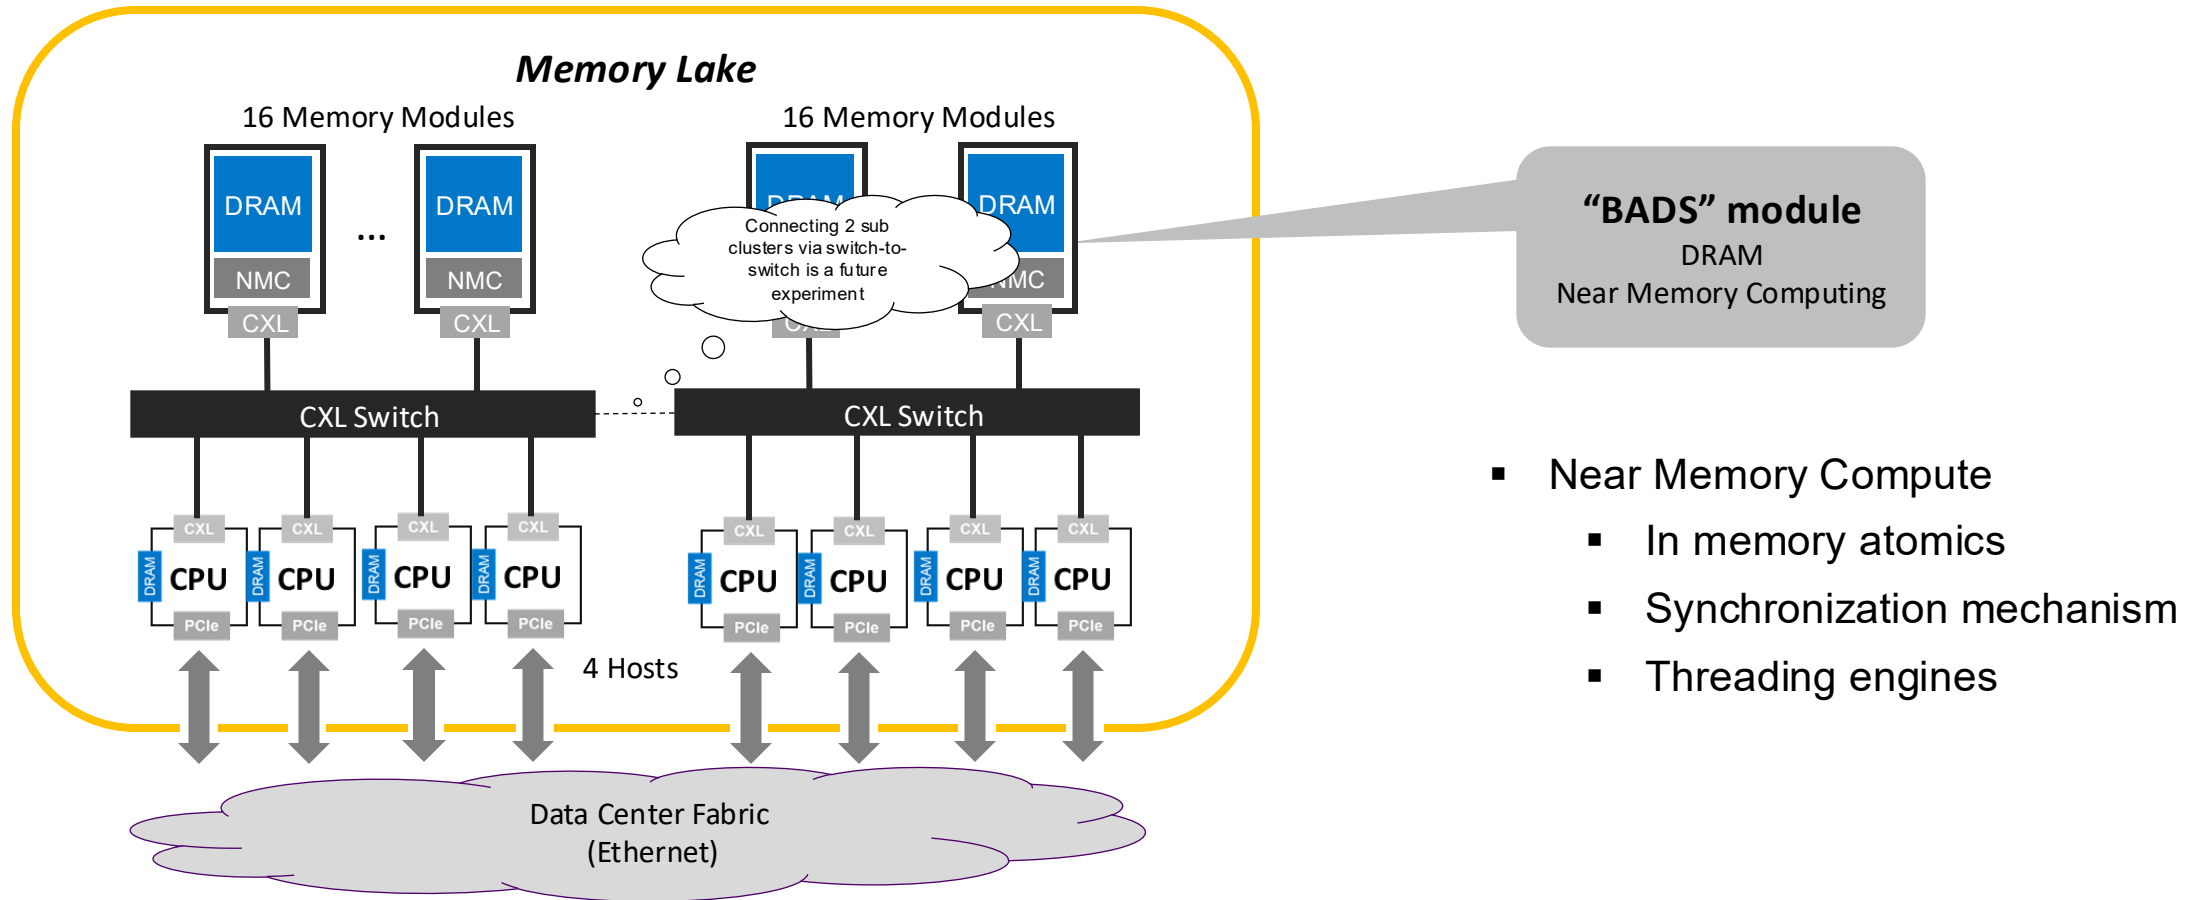 Memory Lake
16 Memory Modules
16 Memory Modules
DRAM
DRAM
DRAM
DRAM
...
NMC
NMC
NMC
CXL
CXL
CXL
CXL
Connecting 2 sub
clusters via switch-to-
switch is a future
experiment
CXL Switch
CXL Switch
CXL
CXL
CXL
CXL
CXL
CXL
CXL
CXL
DRAM
CPU
DRAM
CPU
DRAM
CPU
DRAM
CPU
DRAM
CPU
DRAM
CPU
DRAM
CPU
DRAM
CPU
PCIe
PCIe
PCIe
PCIe
PCIe
PCIe
PCIe
PCIe
4 Hosts
Data Center Fabric
(Ethernet)
“BADS” module
DRAM
Near Memory Computing
▪ Near Memory Compute
▪ In memory atomics
▪ Synchronization mechanism
▪ Threading engines